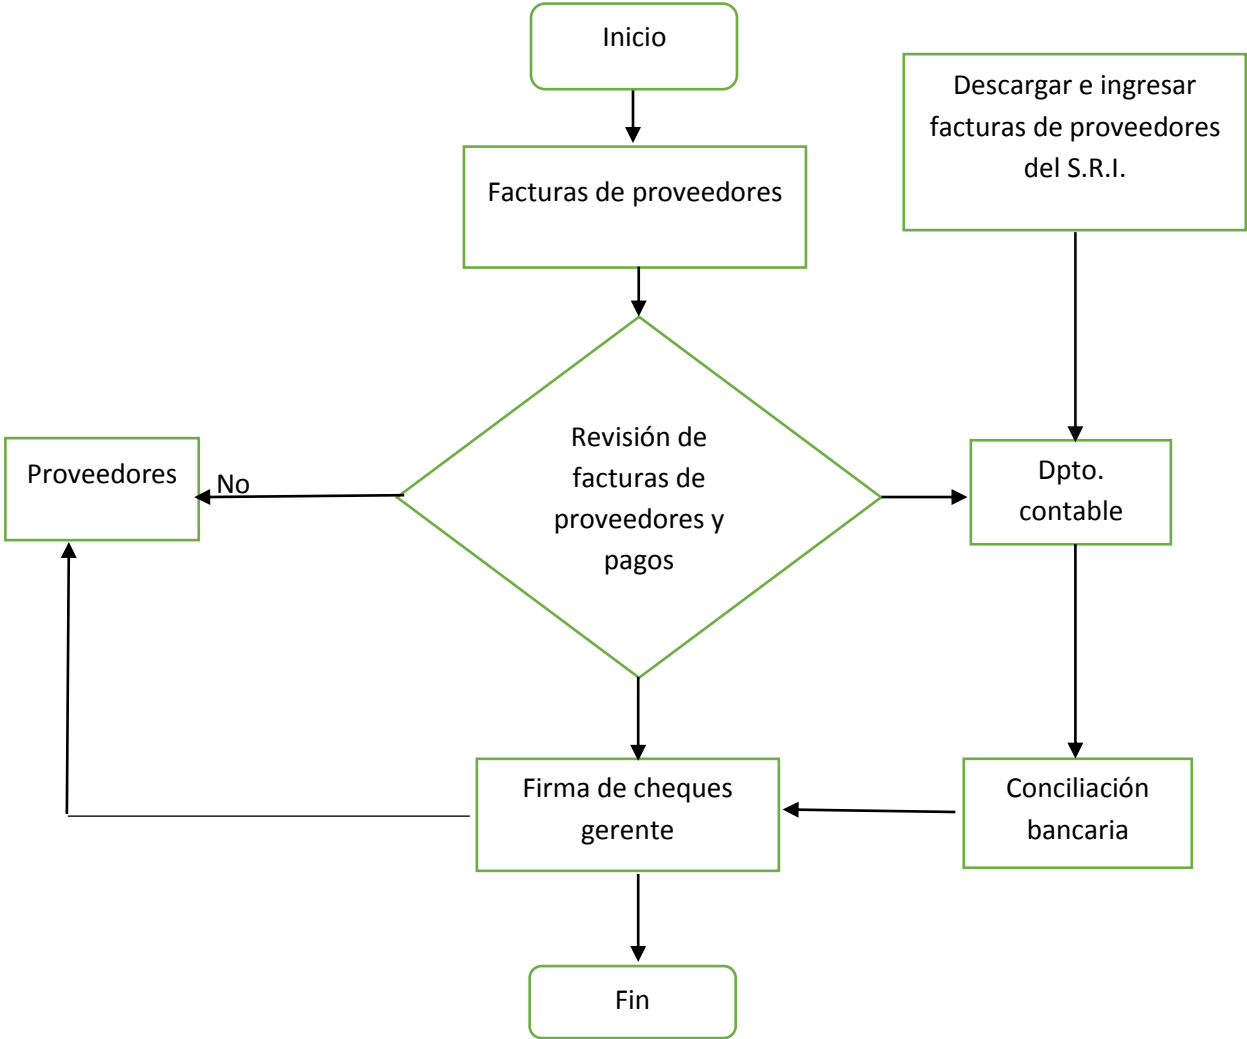 Inicio
Descargar e ingresar
facturas de proveedores
del S.R.I.
Facturas de proveedores
Revisión de
facturas de
proveedores y
pagos
Proveedores
No
Dpto.
contable
Firma de cheques
gerente
Conciliación
bancaria
Fin